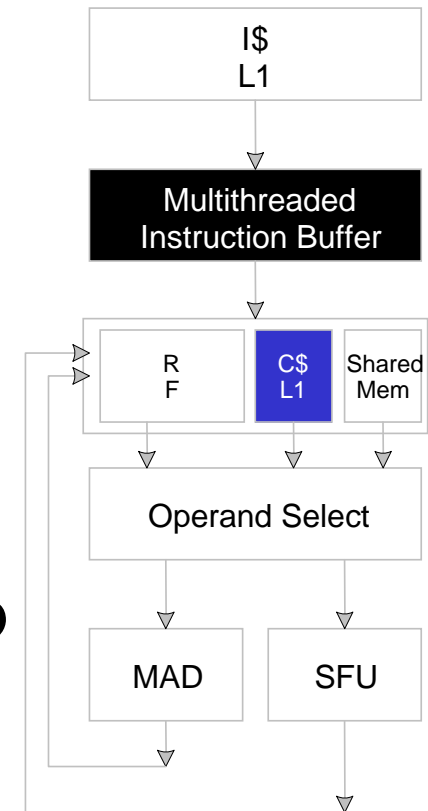 I$
L1
Multithreaded
Instruction Buffer
R
F
C$
L1
Shared
Mem
Operand Select
MAD
SFU